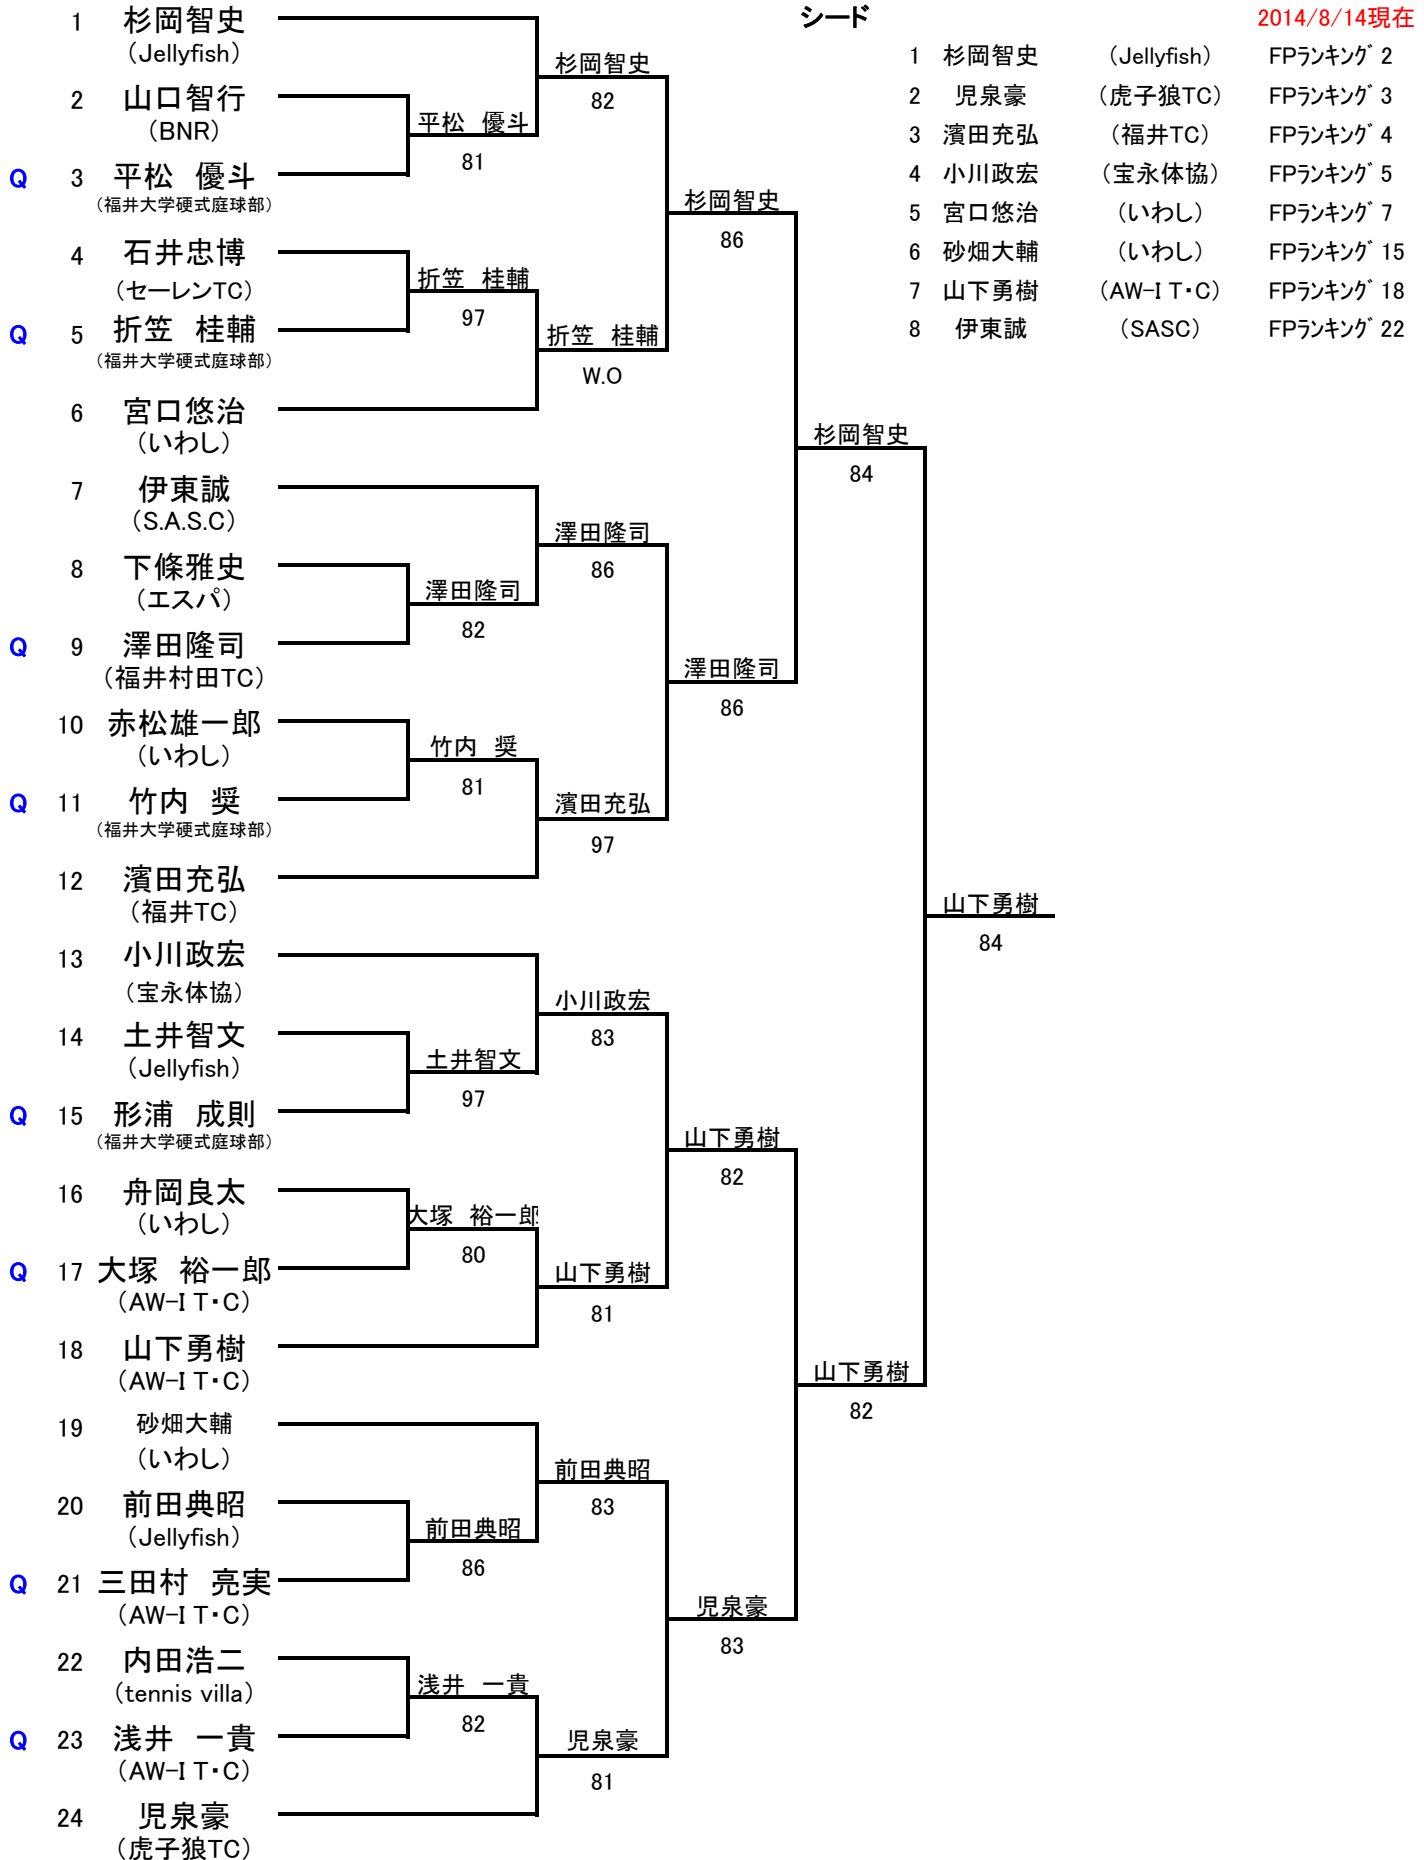 シード
2014/8/14現在
1 杉岡智史 （Jellyfish） FPランキング 2
2 児泉豪 （虎子狼TC） FPランキング 3
3 濱田充弘 （福井TC） FPランキング 4
4 小川政宏 （宝永体協） FPランキング 5
5 宮口悠治 （いわし） FPランキング 7
6 砂畑大輔 （いわし） FPランキング 15
7 山下勇樹 （AW-I T・C） FPランキング 18
8 伊東誠 （SASC） FPランキング 22
1 杉岡智史
（Jellyfish）
2 山口智行
（BNR）
Q 3 平松　優斗
（福井大学硬式庭球部）
4 石井忠博
（セーレンTC）
Q 5 折笠　桂輔
（福井大学硬式庭球部）
6 宮口悠治
（いわし）
7 伊東誠
（S.A.S.C）
8 下條雅史
（エスパ）
Q 9 澤田隆司
（福井村田TC）
10 赤松雄一郎
（いわし）
Q 11 竹内　奨
（福井大学硬式庭球部）
12 濱田充弘
（福井TC）
13 小川政宏
（宝永体協）
14 土井智文
（Jellyfish）
Q 15 形浦　成則
（福井大学硬式庭球部）
16 舟岡良太
（いわし）
Q 17 大塚　裕一郎
（AW-I T・C）
18 山下勇樹
（AW-I T・C）
19 砂畑大輔
（いわし）
20 前田典昭
（Jellyfish）
Q 21 三田村　亮実
（AW-I T・C）
22 内田浩二
（tennis villa）
Q 23 浅井　一貴
（AW-I T・C）
24 児泉豪
（虎子狼TC）
平松　優斗
81
折笠　桂輔
97
澤田隆司
82
竹内　奨
81
土井智文
97
大塚　裕一郎
80
前田典昭
86
浅井　一貴
82
杉岡智史
82
折笠　桂輔
W.O
澤田隆司
86
濱田充弘
97
小川政宏
83
山下勇樹
81
前田典昭
83
児泉豪
81
杉岡智史
86
澤田隆司
86
山下勇樹
82
児泉豪
83
杉岡智史
84
山下勇樹
82
山下勇樹
84